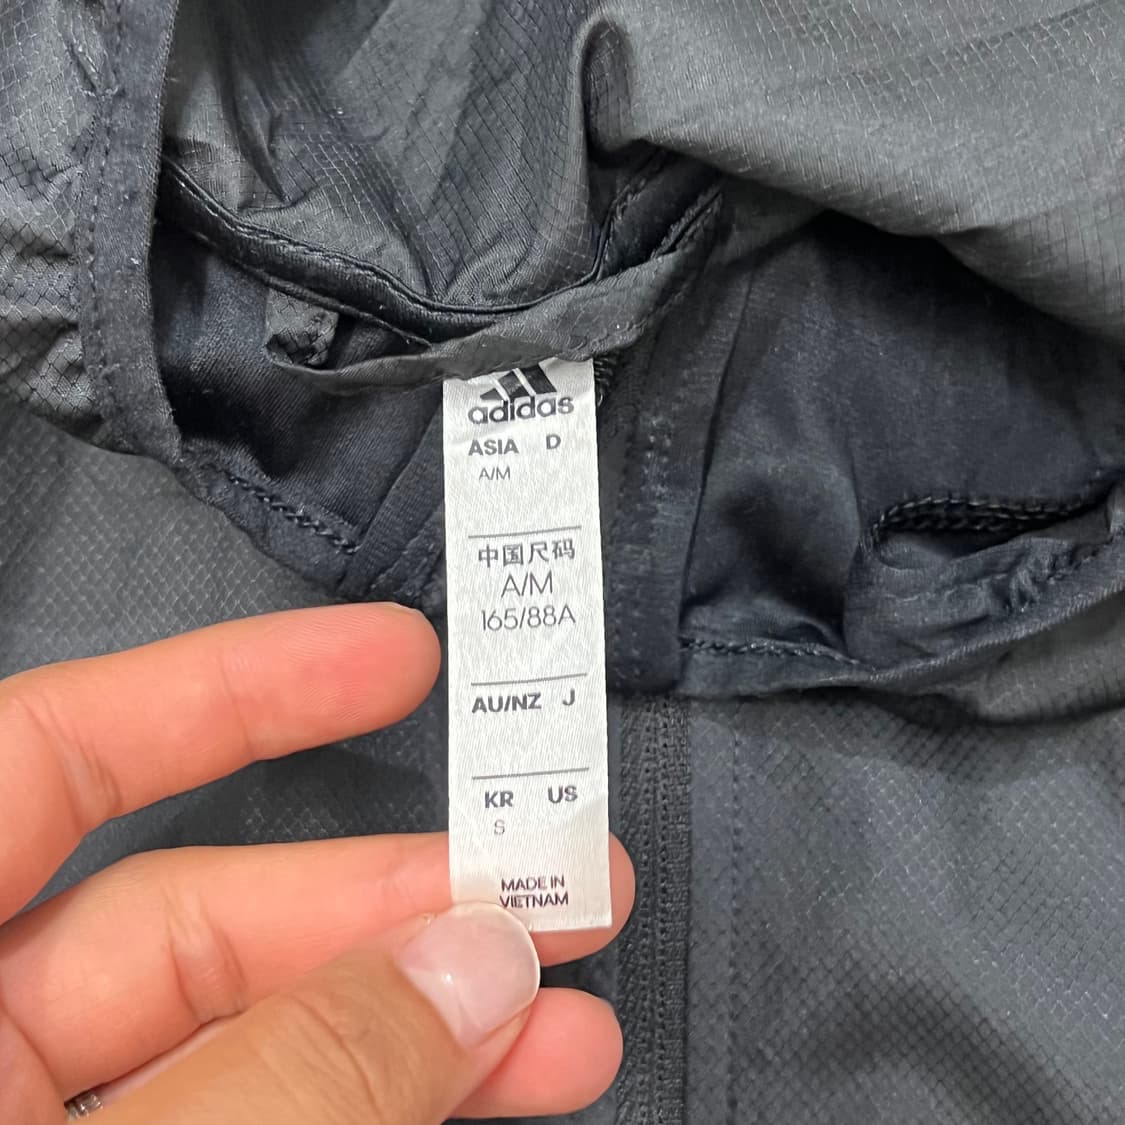 adidas
ASIA D
A/M
中国尺码
A/M
165/88A
AU/NZ J
KR US
S
MADE IN
VIETNAM